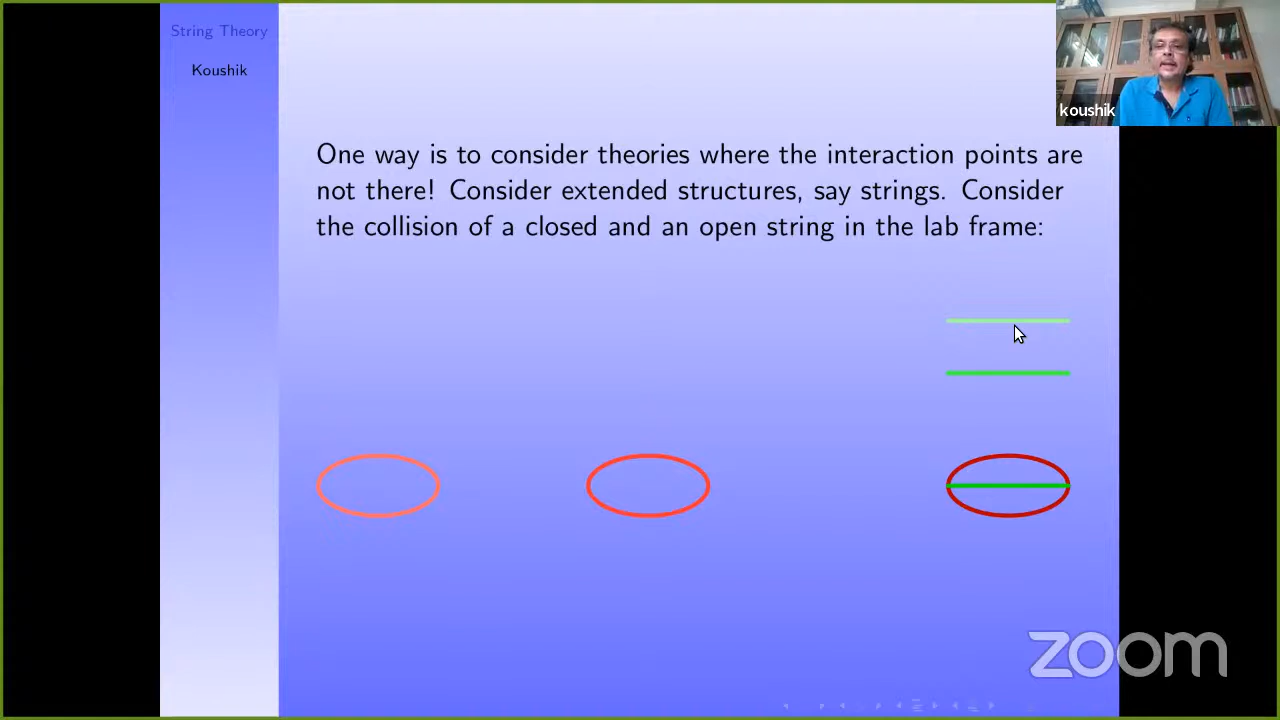 String Theory
Koushik
One way is to consider theories where the interaction points are
not there! Consider extended structures, say strings. Consider
the collision of a closed and an open string in the lab frame:
koushik
zoom